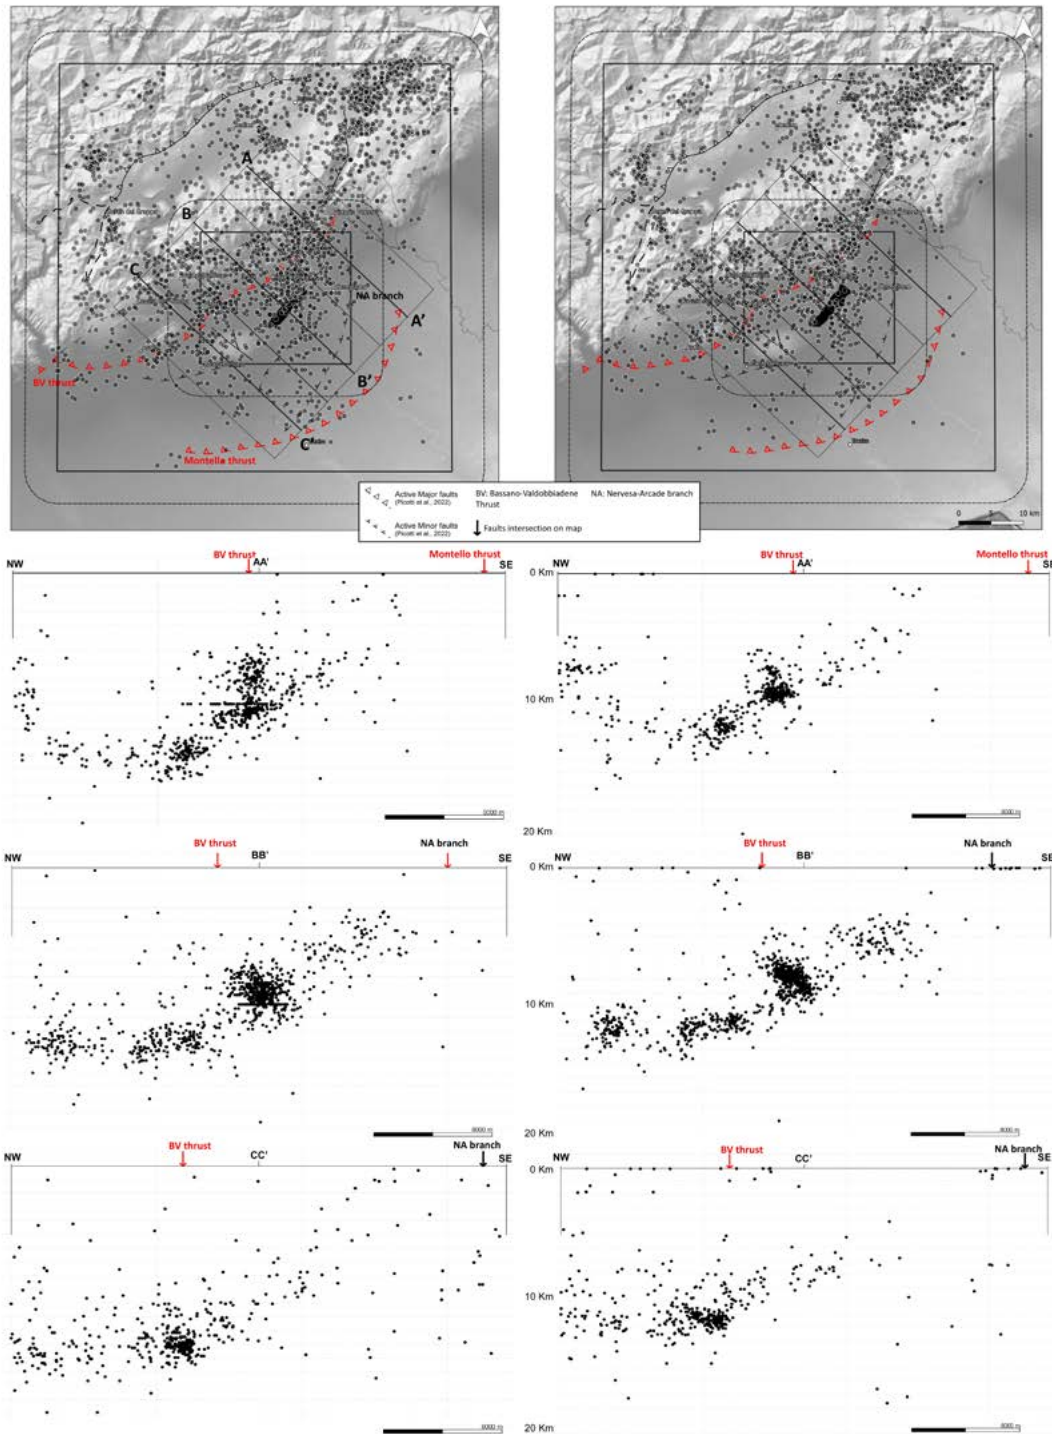 A
B
C
NA branch
A'
B'
C'
BV thrust
Montella thrust
Active Major faults
(Picotti et al., 2022)
BV: Bassano-Valdobbiadene
Thrust
NA: Nervesa-Arcade branch
Active Minor faults
(Picotti et al., 2022)
Faults intersection on map
0 5 10 km
NW
BV thrust
AA'
Montello thrust
SE
0 Km
10 Km
20 Km
NW
BV thrust
AA'
Montello thrust
SE
NW
BV thrust
BB'
NA branch
SE
0 Km
10 Km
20 Km
NW
BV thrust
BB'
NA branch
SE
NW
BV thrust
CC'
NA branch
SE
0 Km
10 Km
20 Km
NW
BV thrust
CC'
NA branch
SE